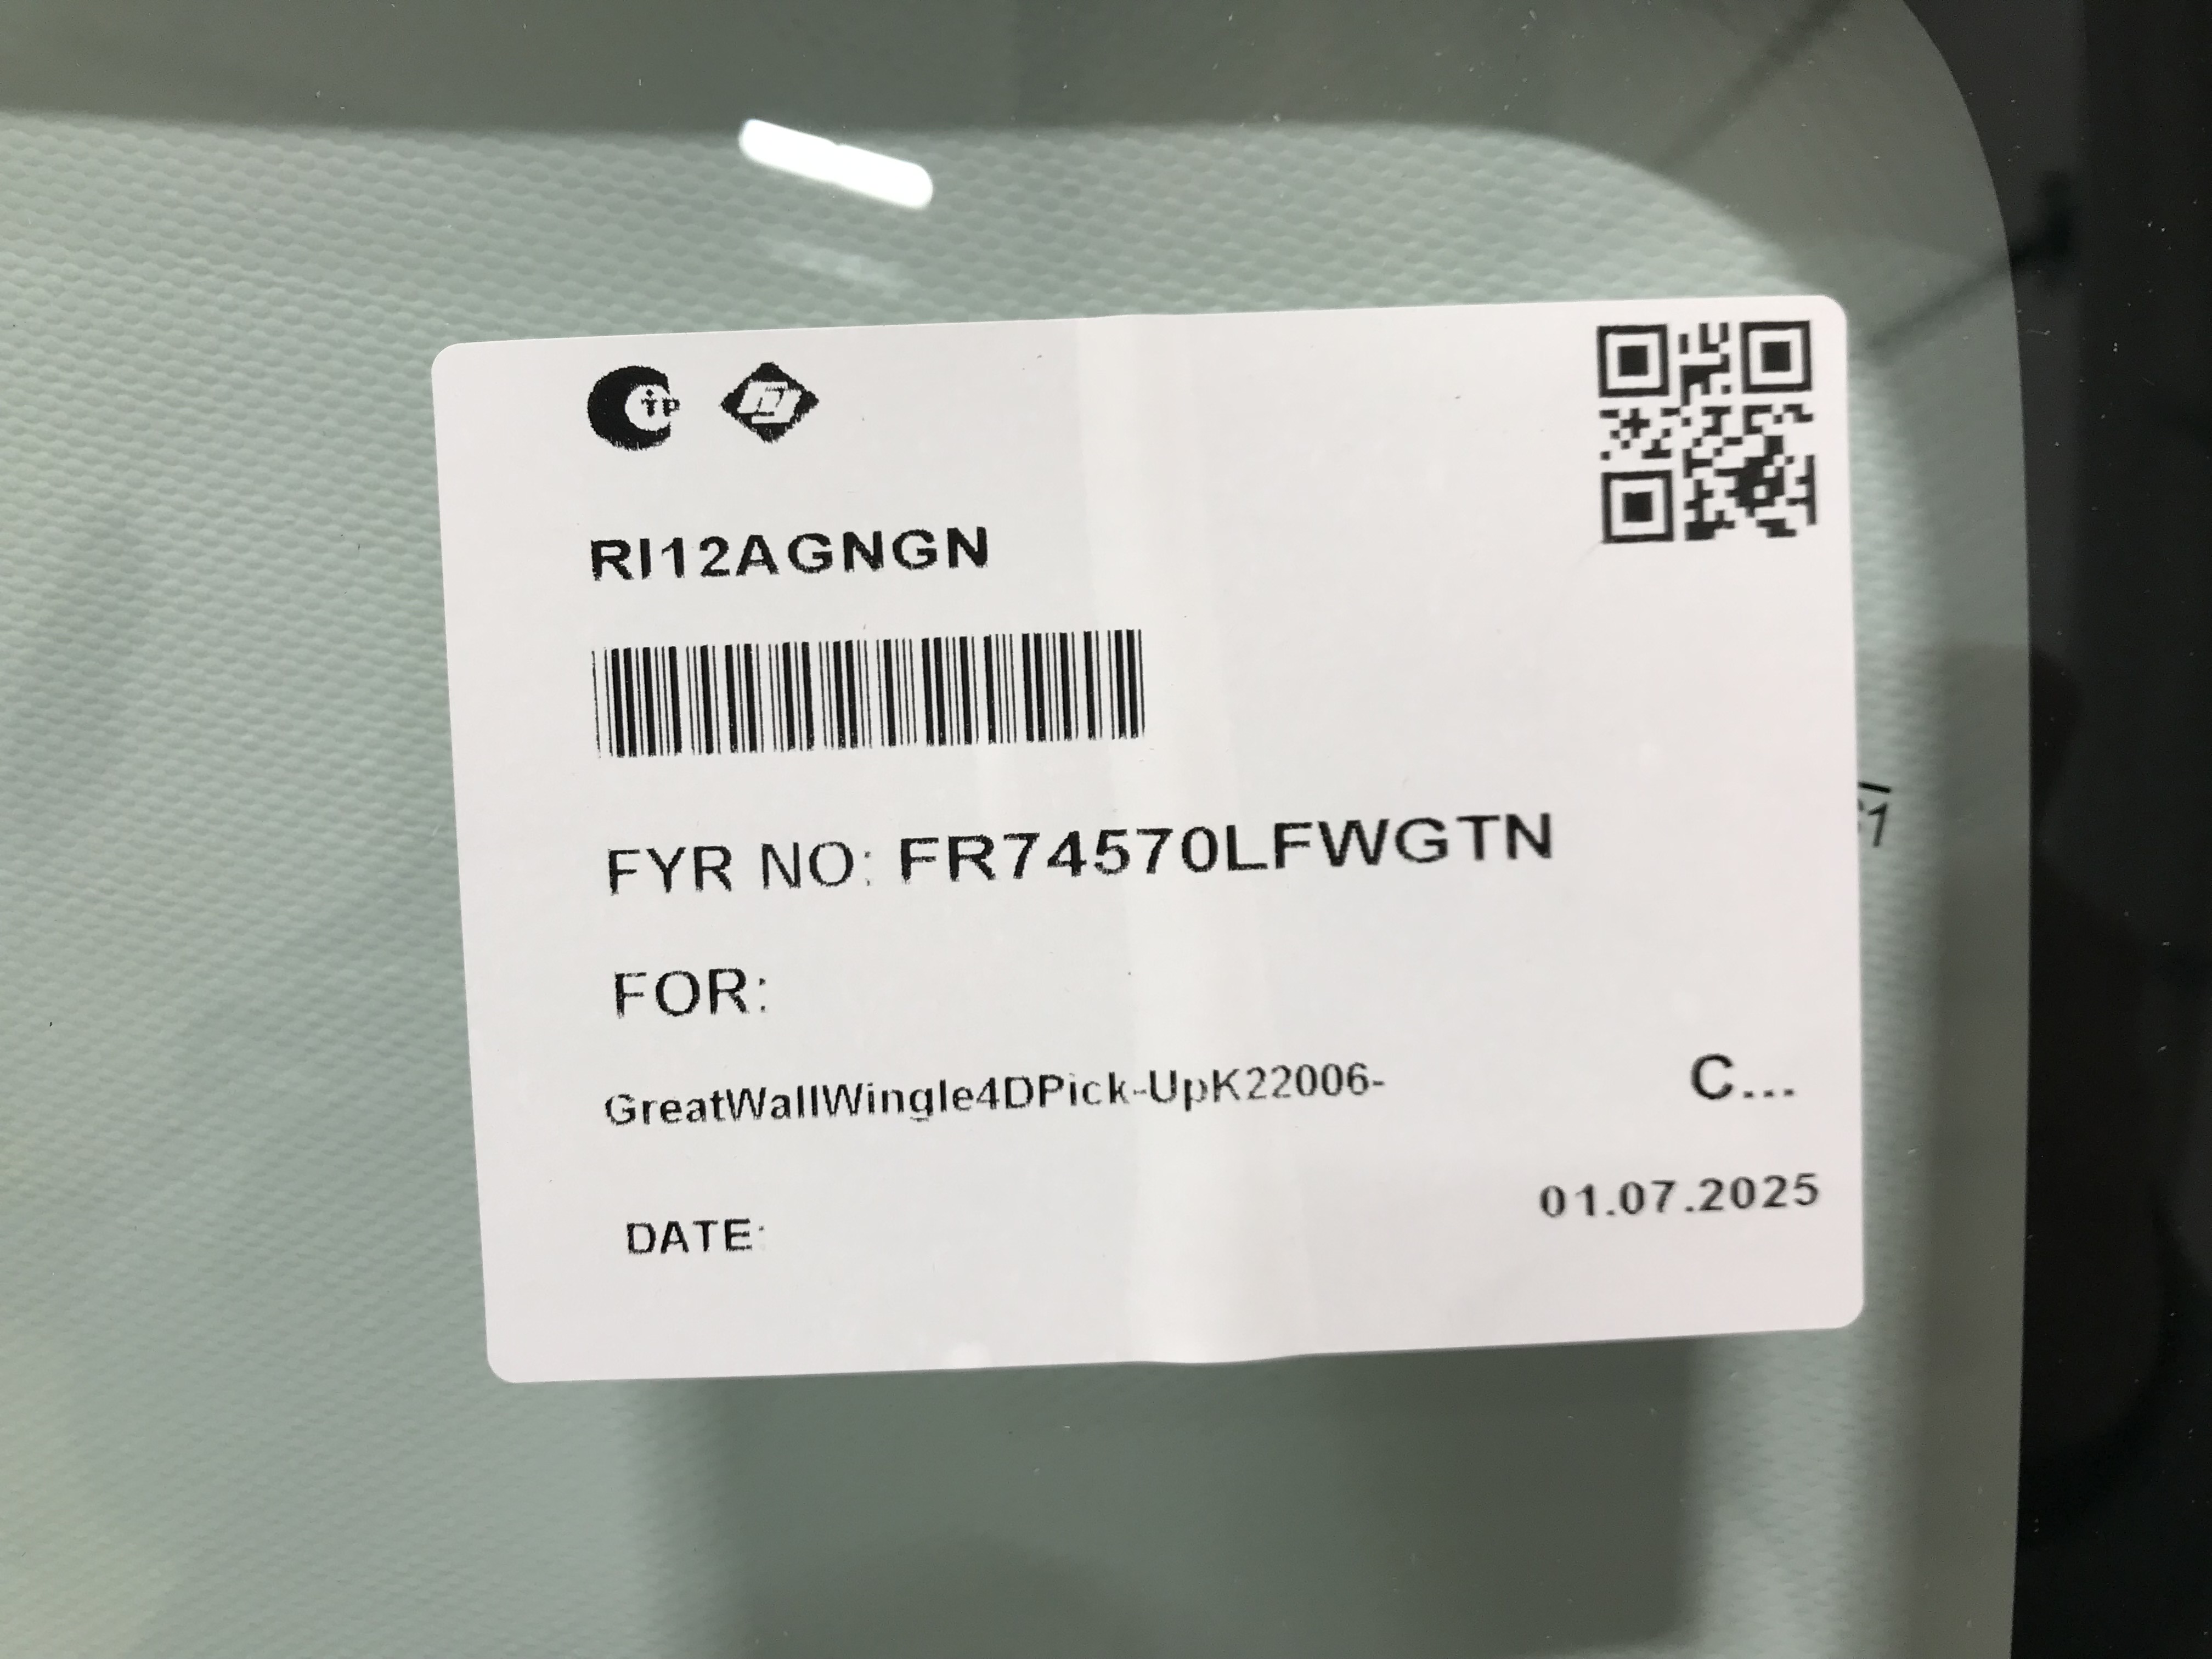 RI12AGNGN
FYR NO: FR74570LFWGTN
FOR:
GreatWallWingle4DPick-UpK22006-
C...
DATE:
01.07.2025